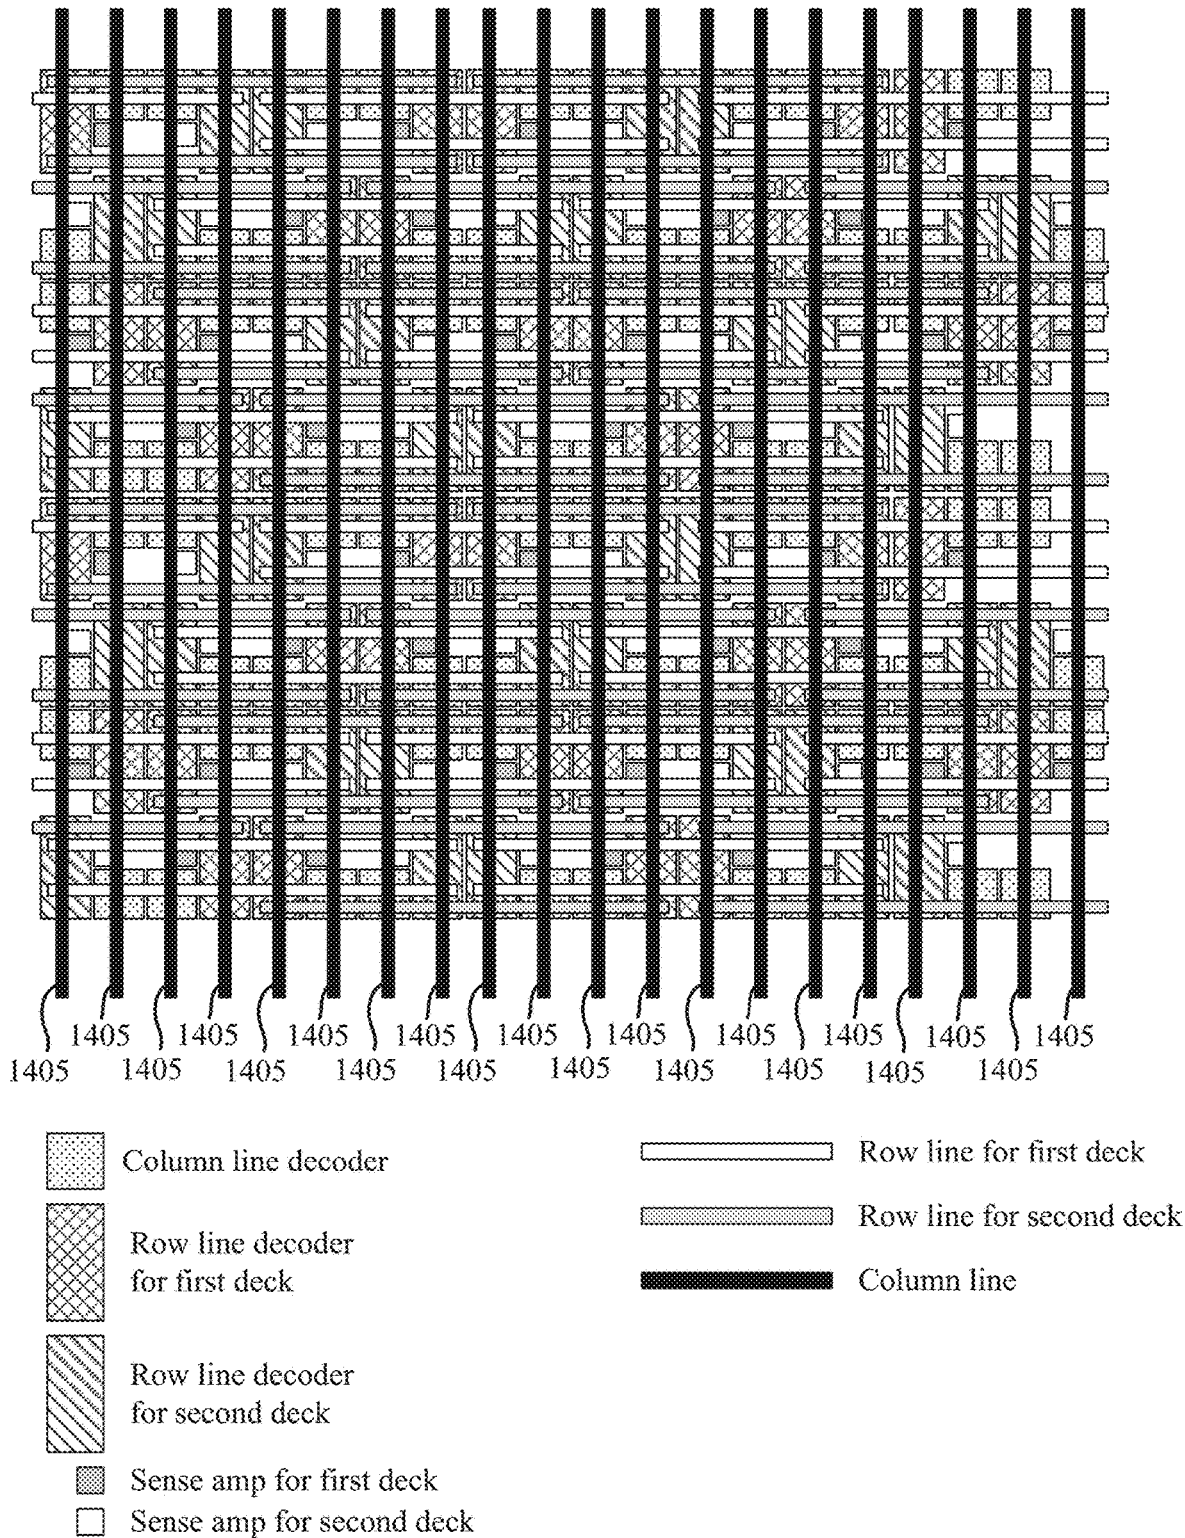 1405 1405 1405 1405 1405 1405 1405 1405 1405 1405
1405 1405 1405 1405 1405 1405 1405 1405 1405 1405
Column line decoder
Row line decoder
for first deck
Row line decoder
for second deck
Sense amp for first deck
Sense amp for second deck
Row line for first deck
Row line for second deck
Column line